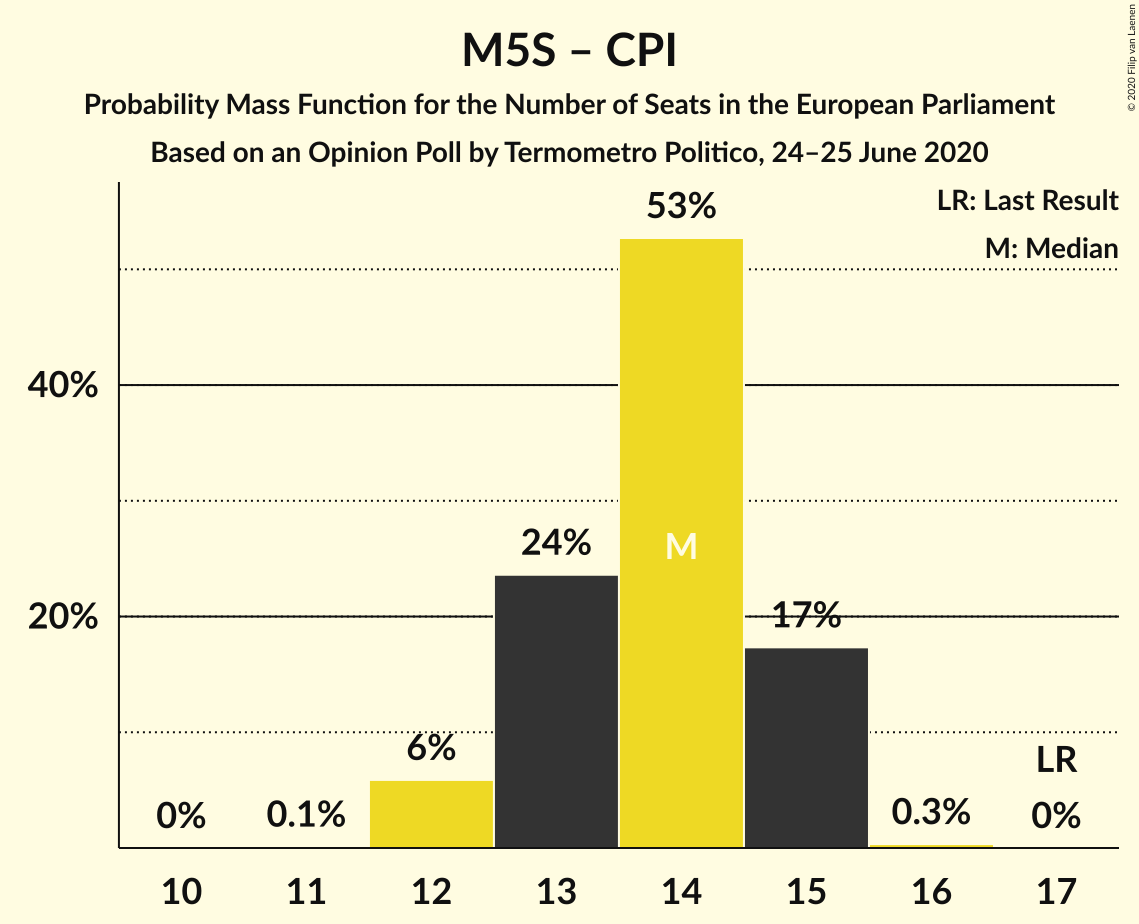 M5S – CPI
Probability Mass Function for the Number of Seats in the European Parliament
Based on an Opinion Poll by Termometro Politico, 24–25 June 2020
© 2020 Filip van Laenen
LR: Last Result
M: Median
53%
40%
24%
M
20%
17%
6%
LR
0%
0.1%
0.3%
0%
10 11 12 13 14 15 16 17